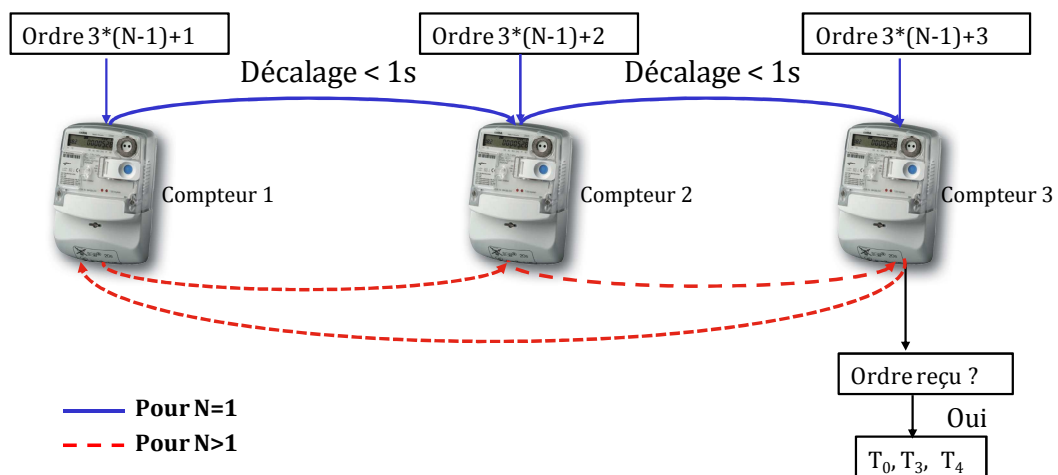 Ordre 3*(N-1)+1
Ordre 3*(N-1)+2
Ordre 3*(N-1)+3
Décalage < 1s
Décalage < 1s
Compteur 1
Compteur 2
Compteur 3
Ordre reçu ?
Oui
T0, T3, T4
Pour N=1
Pour N>1